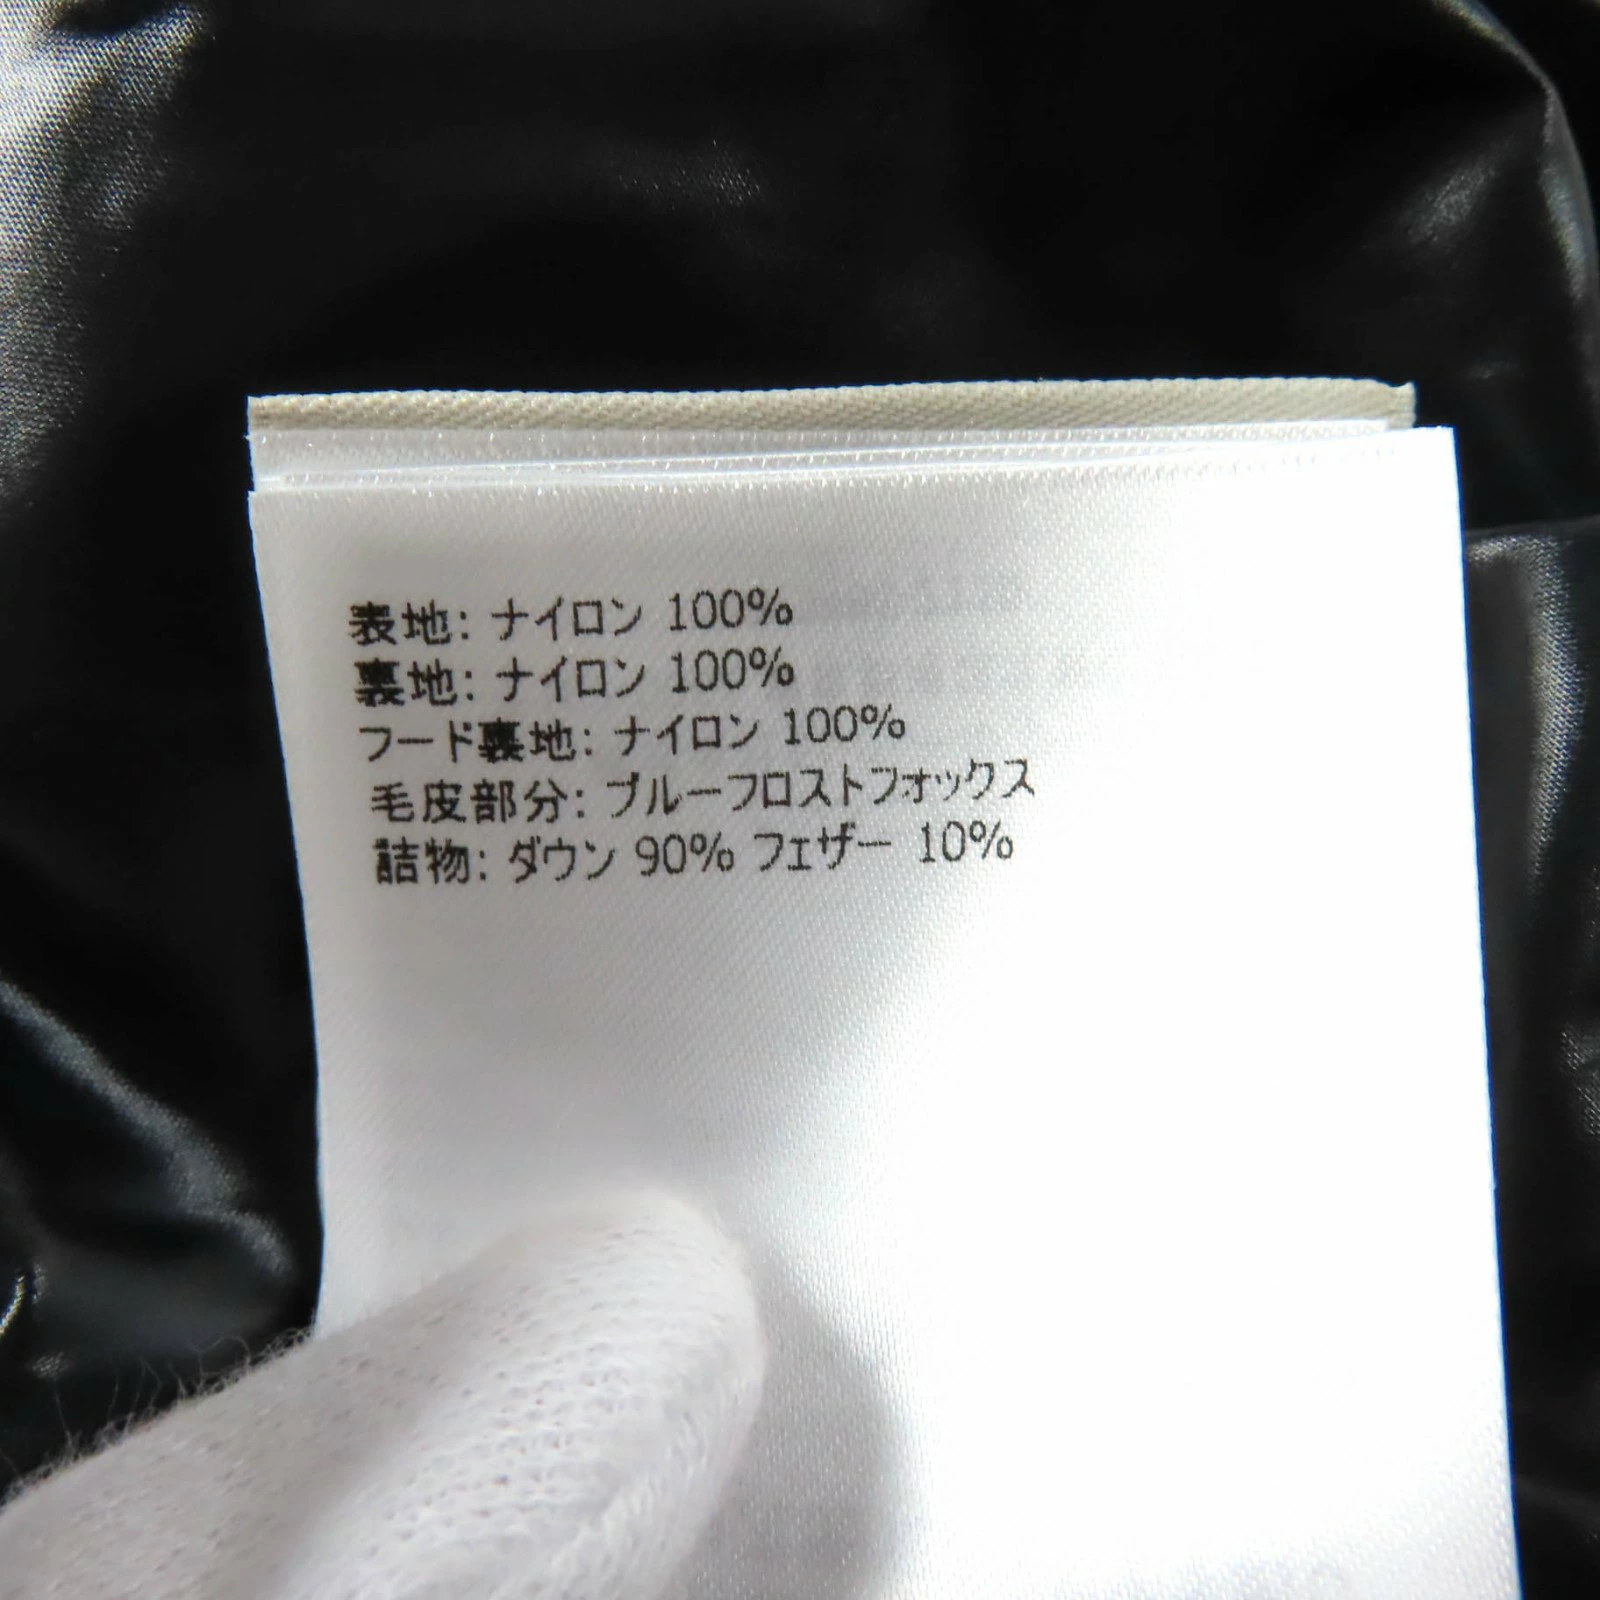 表地: ナイロン 100%
裏地: ナイロン 100%
フード裏地: ナイロン 100%
毛皮部分: ブルーフロストフォックス
詰物: ダウン 90% フェザー 10%